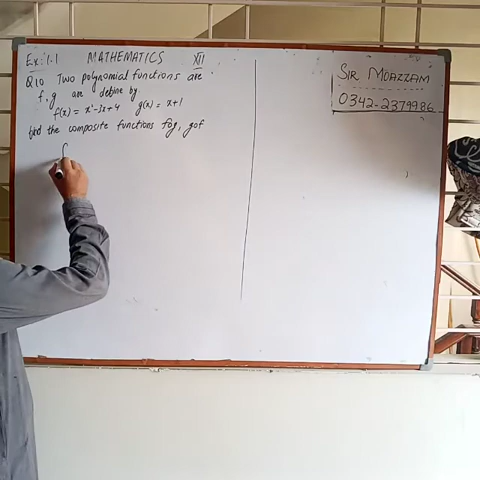 Ex: 1.1 MATHEMATICS XII
Q10 Two polynomial functions are
f, g are define by
f(x) = x²-3x+4 g(x) = x+1
find the composite functions fog, gof
f
SIR MOAZZAM
0342-2379986